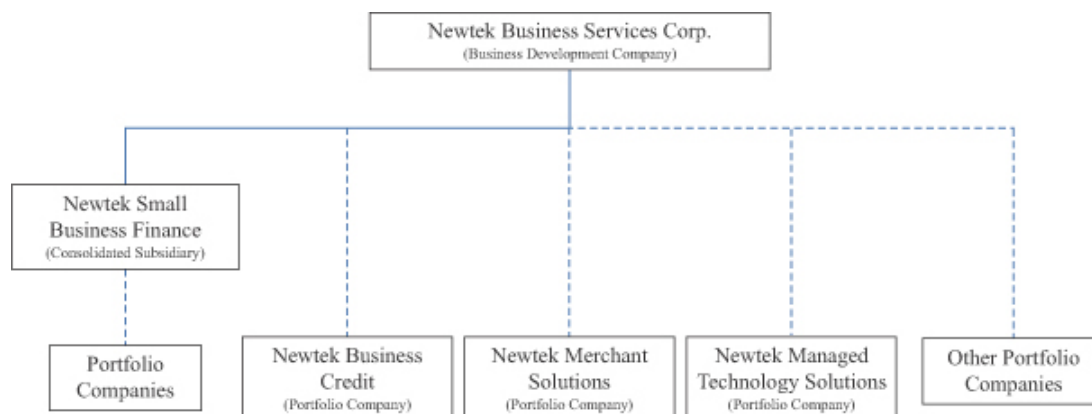 Newtek Business Services Corp.
(Business Development Company)
Newtek Small
Business Finance
(Consolidated Subsidiary)
Portfolio
Companies
Newtek Business
Credit
(Portfolio Company)
Newtek Merchant
Solutions
(Portfolio Company)
Newtek Managed
Technology Solutions
(Portfolio Company)
Other Portfolio
Companies